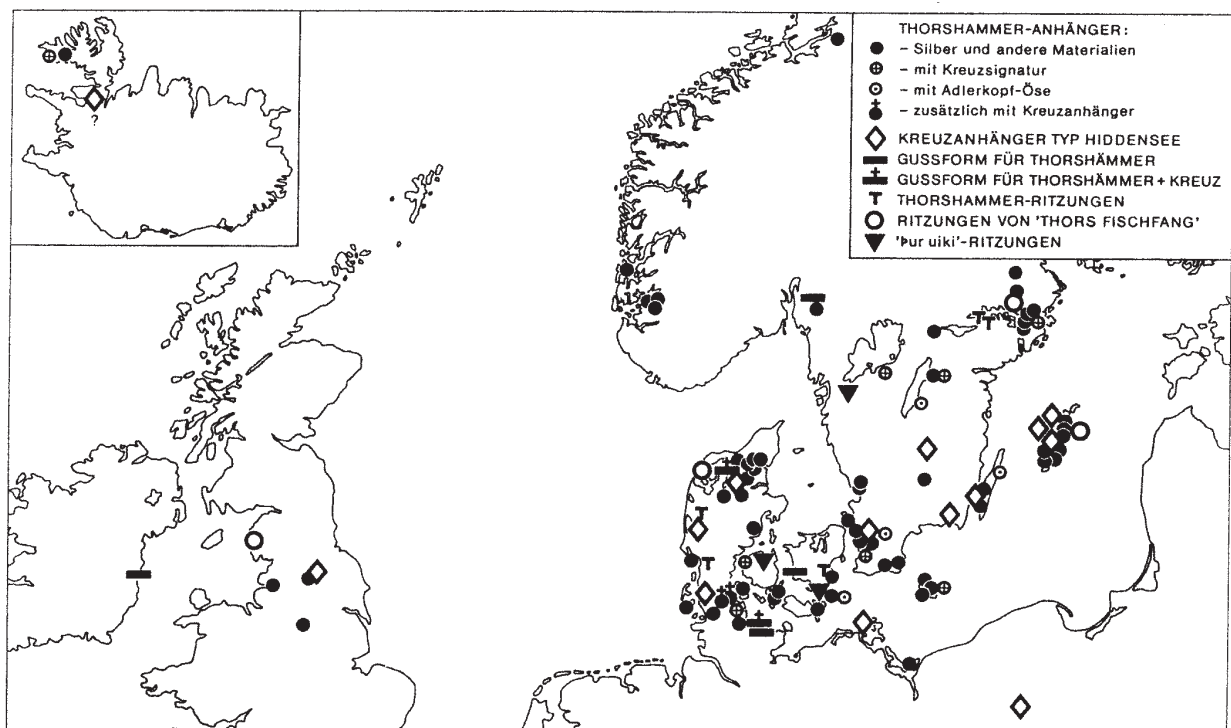 THORSHAMMER-ANHÄNGER:
– Silber und andere Materialien
– mit Kreuzsignatur
– mit Adlerkopf-Öse
– zusätzlich mit Kreuzanhänger
KREUZANHÄNGER TYP HIDDENSEE
GUSSFORM FÜR THORSHÄMMER
GUSSFORM FÜR THORSHÄMMER + KREUZ
THORSHAMMER-RITZUNGEN
RITZUNGEN VON 'THORS FISCHFANG'
'Þur uiki'-RITZUNGEN
?